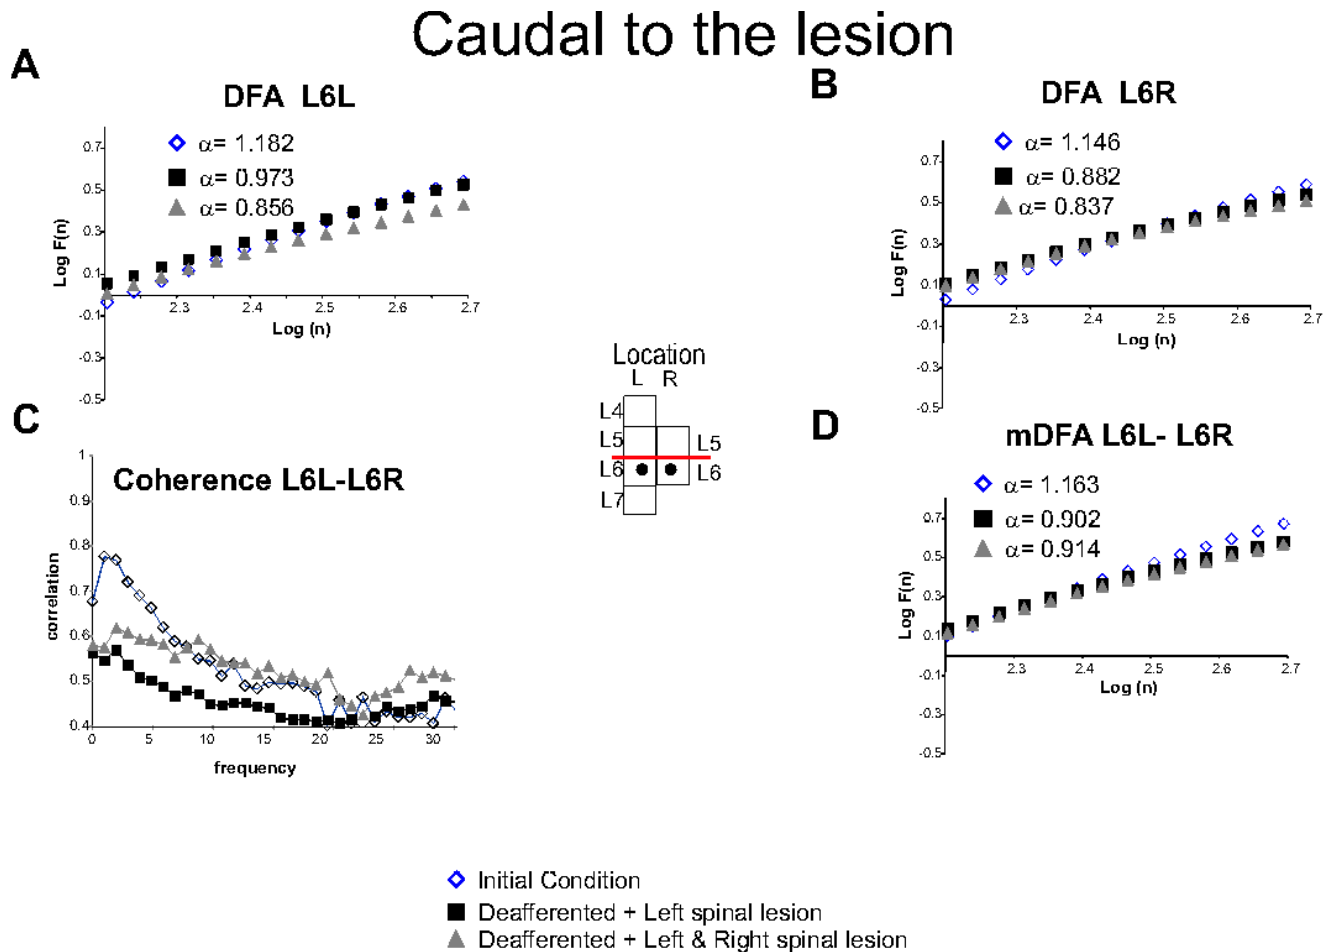 Caudal to the lesion
A
DFA L6L
α= 1.182
α= 0.973
α= 0.856
Log F(n)
0.7
0.5
0.3
0.1
-0.1
-0.3
-0.5
2.3
2.4
2.5
2.6
2.7
Log (n)
B
DFA L6R
α= 1.146
α= 0.882
α= 0.837
Log F(n)
0.7
0.5
0.3
0.1
-0.1
-0.3
-0.5
2.3
2.4
2.5
2.6
2.7
Log (n)
Location
L R
L4
L5 L5
L6 L6
L7
C
Coherence L6L-L6R
correlation
1
0.9
0.8
0.7
0.6
0.5
0.4
0
5
10
15
20
25
30
frequency
D
mDFA L6L- L6R
α= 1.163
α= 0.902
α= 0.914
Log F(n)
0.7
0.5
0.3
0.1
-0.1
-0.3
-0.5
2.3
2.4
2.5
2.6
2.7
Log (n)
Initial Condition
Deafferented + Left spinal lesion
Deafferented + Left & Right spinal lesion